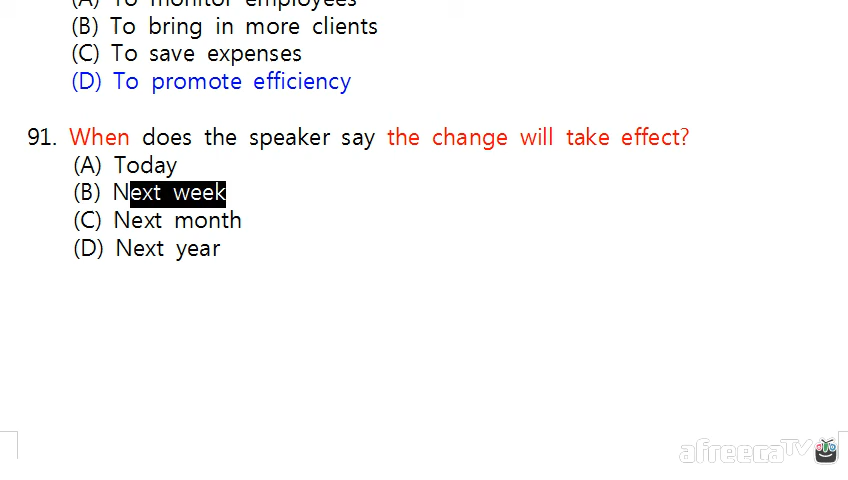 (A) To monitor employees
(B) To bring in more clients
(C) To save expenses
(D) To promote efficiency
91. When does the speaker say the change will take effect?
(A) Today
(B) Next week
(C) Next month
(D) Next year
afreecaTV